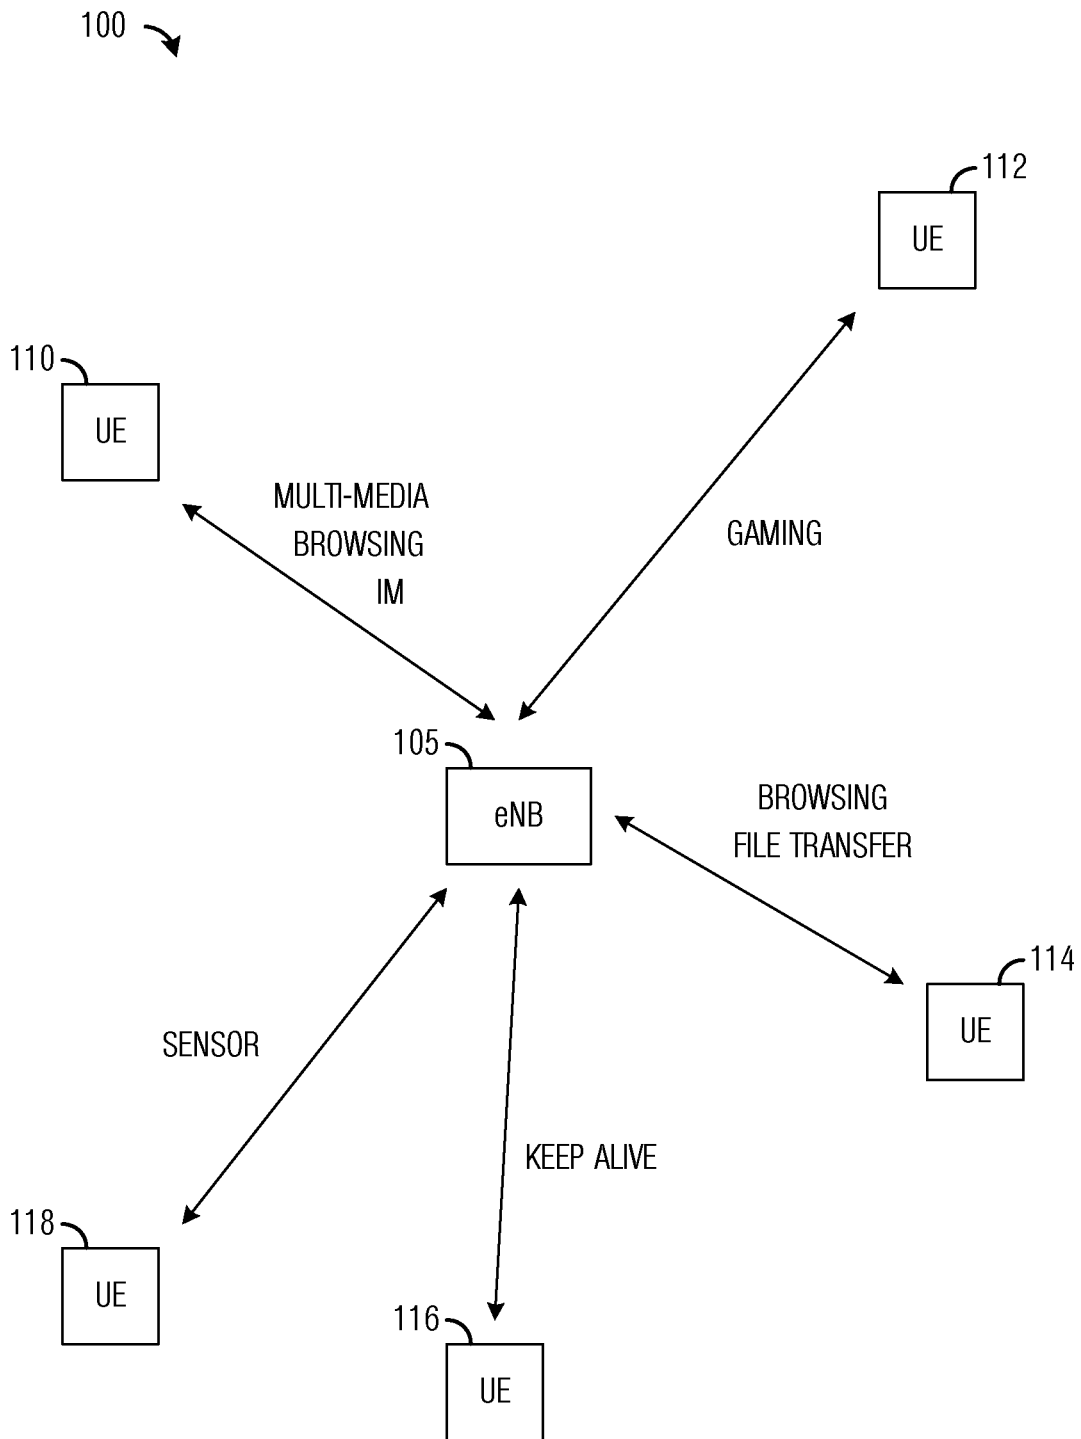 100
112
UE
110
UE
MULTI-MEDIA
BROWSING
IM
GAMING
105
eNB
BROWSING
FILE TRANSFER
114
UE
SENSOR
KEEP ALIVE
118
UE
116
UE